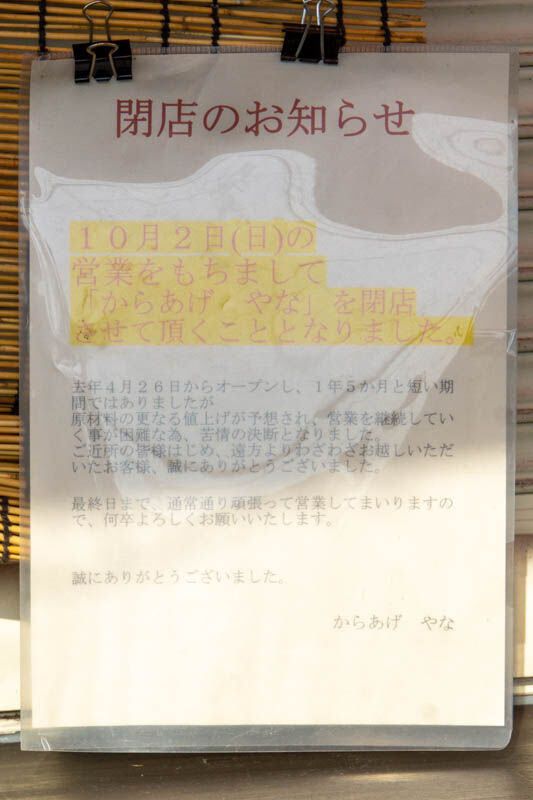 閉店のお知らせ
10月2日(日)の
営業をもちまして
「からあげ　やな」を閉店
させて頂くこととなりました。
去年4月26日からオープンし、1年5か月と短い期
間ではありましたが
原材料の更なる値上げが予想され、営業を継続してい
く事が困難な為、苦情の決断となりました。
ご近所の皆様はじめ、遠方よりわざわざお越しいただ
いたお客様、誠にありがとうございました。
最終日まで、通常通り頑張って営業してまいりますの
で、何卒よろしくお願いいたします。
誠にありがとうございました。
からあげ　やな